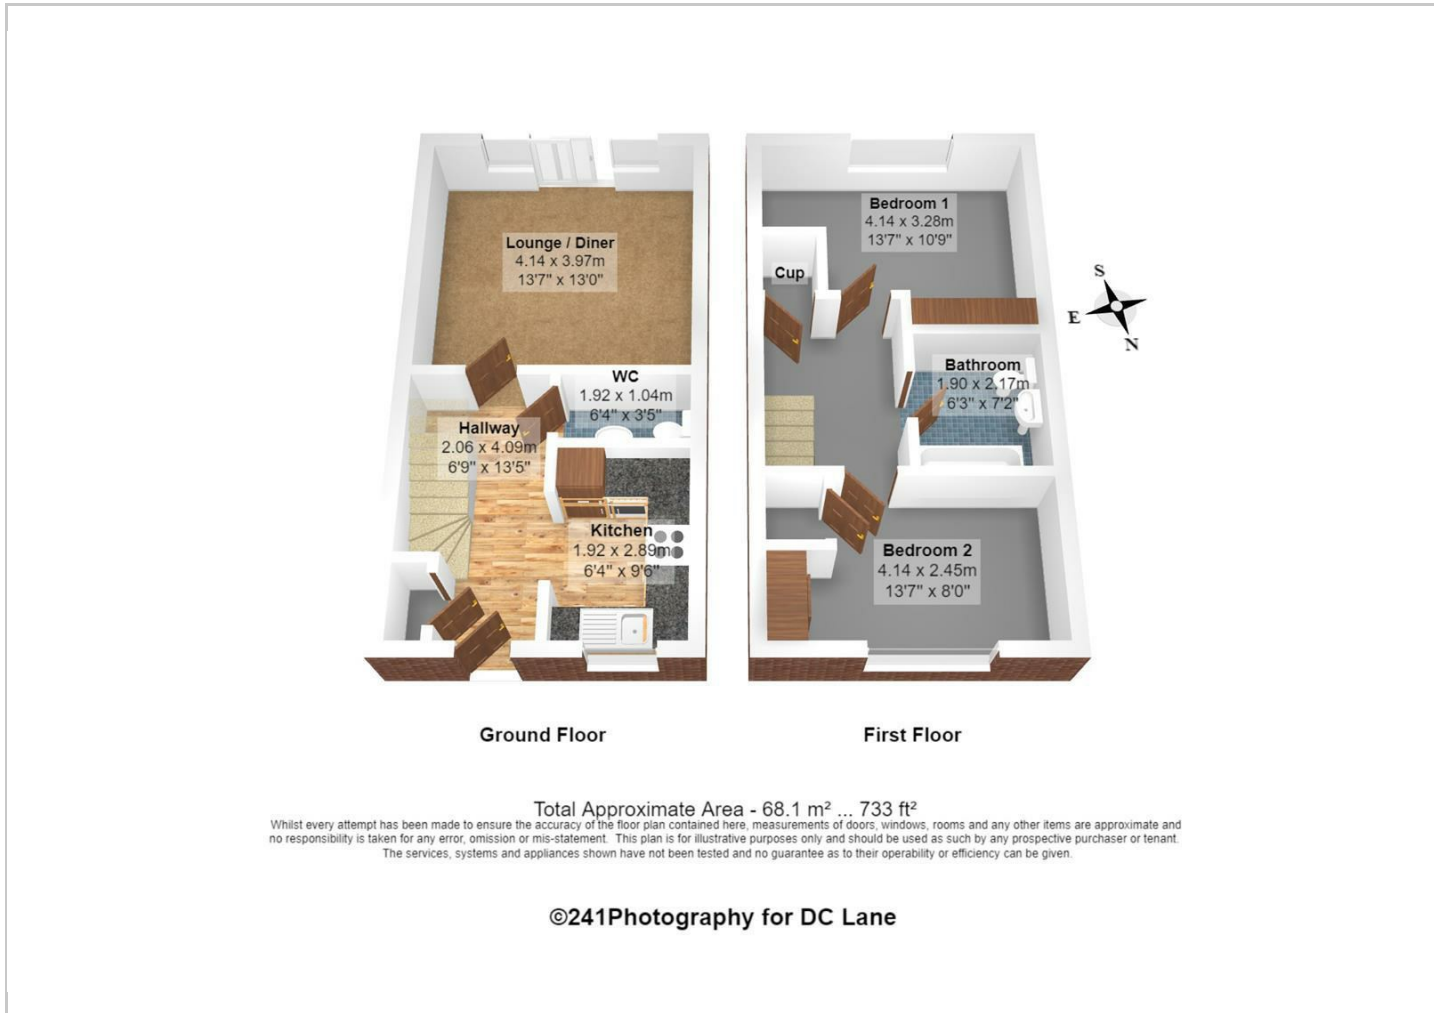 Lounge / Diner
4.14 x 3.97m
13'7" x 13'0"
WC
1.92 x 1.04m
6'4" x 3'5"
Hallway
2.06 x 4.09m
6'9" x 13'5"
Kitchen
1.92 x 2.89m
6'4" x 9'6"
Bedroom 1
4.14 x 3.28m
13'7" x 10'9"
Cup
Bathroom
1.90 x 2.17m
6'3" x 7'2"
Bedroom 2
4.14 x 2.45m
13'7" x 8'0"
S
E
N
Ground Floor
First Floor
Total Approximate Area - 68.1 m² ... 733 ft²
Whilst every attempt has been made to ensure the accuracy of the floor plan contained here, measurements of doors, windows, rooms and any other items are approximate and
no responsibility is taken for any error, omission or mis-statement. This plan is for illustrative purposes only and should be used as such by any prospective purchaser or tenant.
The services, systems and appliances shown have not been tested and no guarantee as to their operability or efficiency can be given.
©241Photography for DC Lane